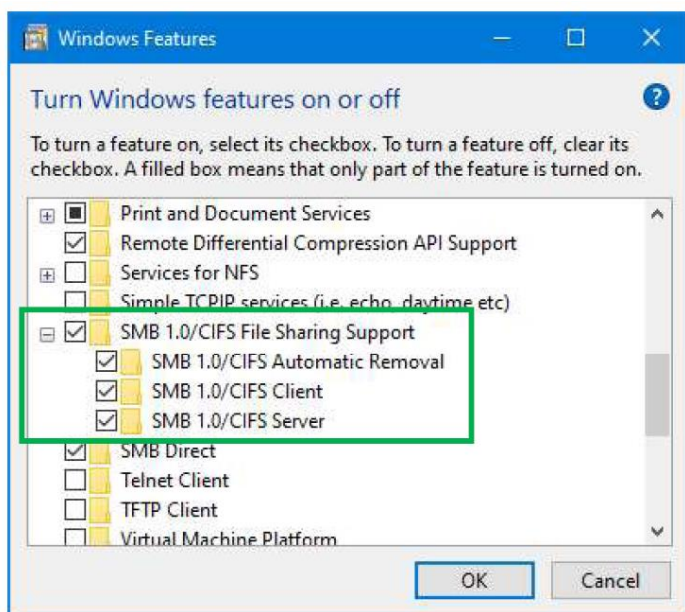 Windows Features
Turn Windows features on or off
To turn a feature on, select its checkbox. To turn a feature off, clear its
checkbox. A filled box means that only part of the feature is turned on.
Print and Document Services
Remote Differential Compression API Support
Services for NFS
Simple TCPIP services (i.e. echo, daytime etc)
SMB 1.0/CIFS File Sharing Support
SMB 1.0/CIFS Automatic Removal
SMB 1.0/CIFS Client
SMB 1.0/CIFS Server
SMB Direct
Telnet Client
TFTP Client
Virtual Machine Platform
OK Cancel